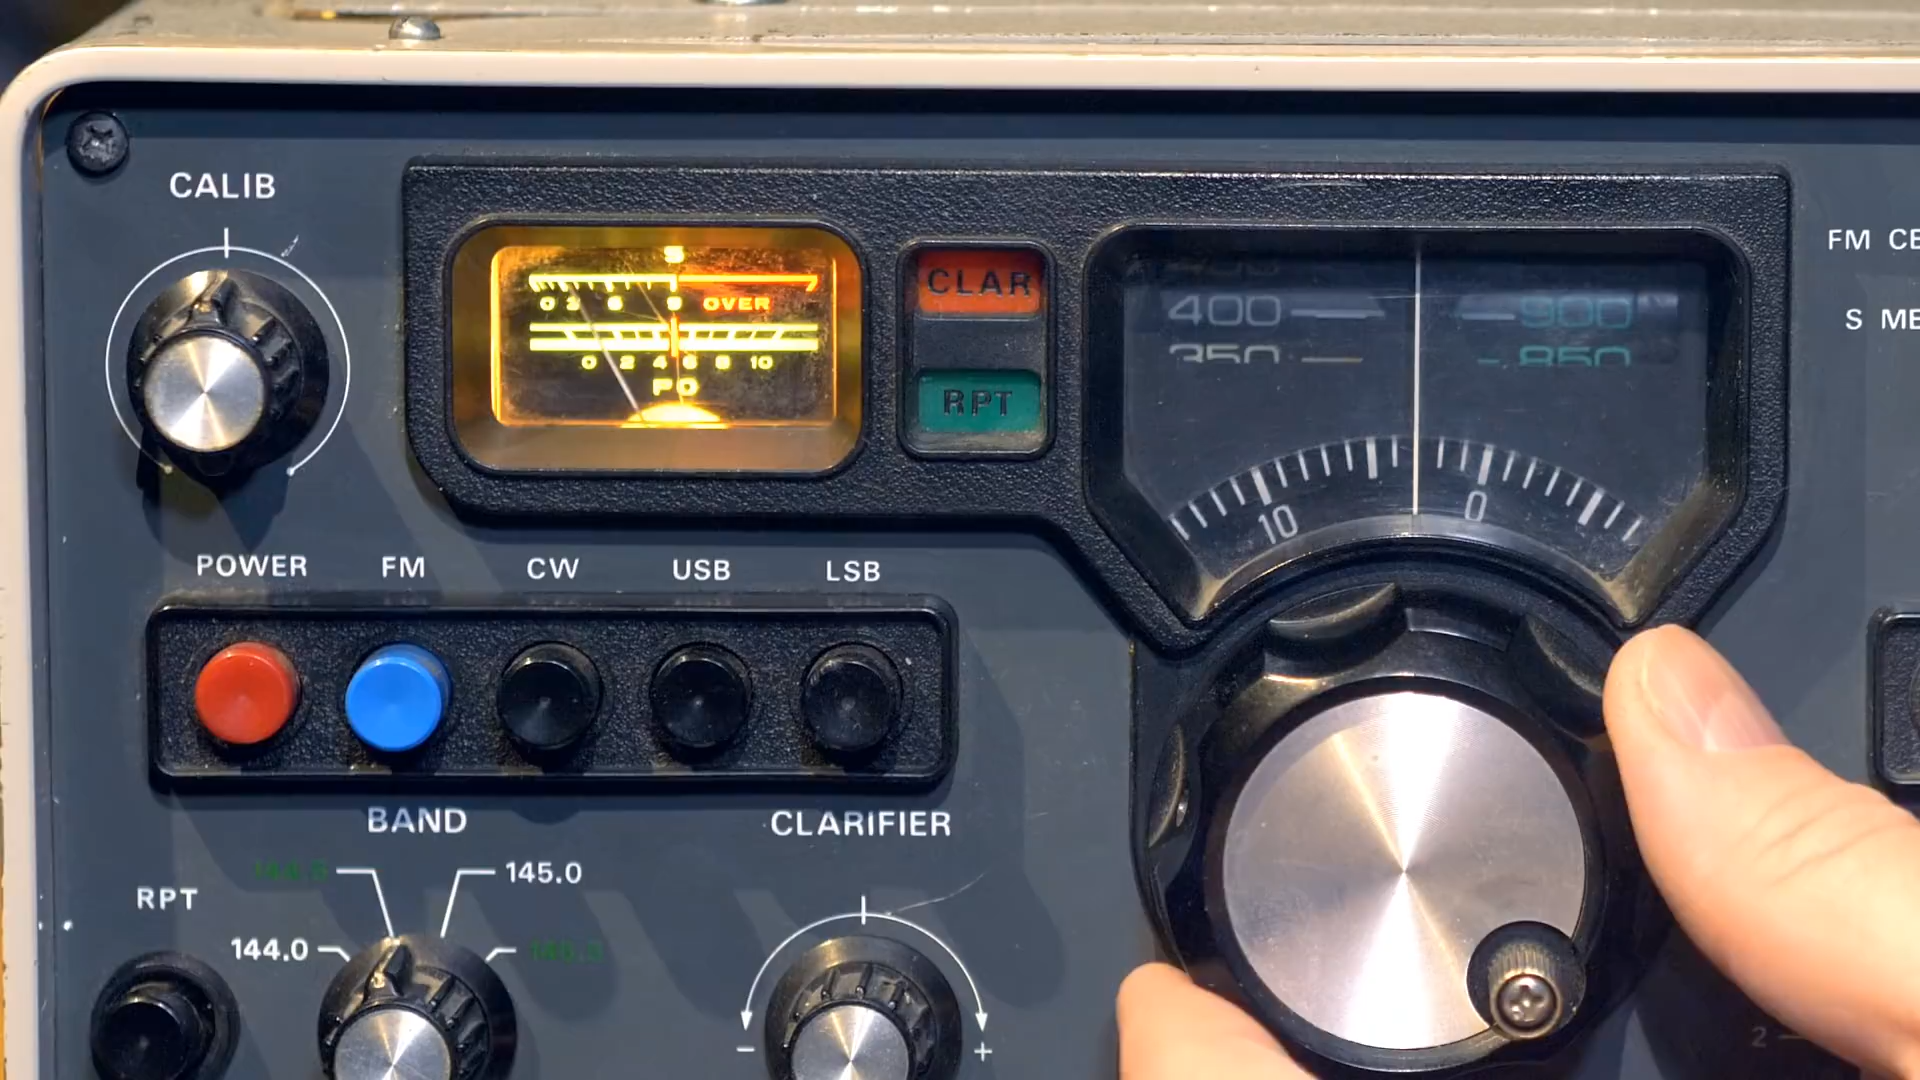 CALIB
S
0 2 6 9 OVER
0 2 4 6 8 10
PO
CLAR
RPT
400 900
350 850
10 0
FM CE
S ME
POWER FM CW USB LSB
BAND
CLARIFIER
145.0
RPT
144.0
- +
2